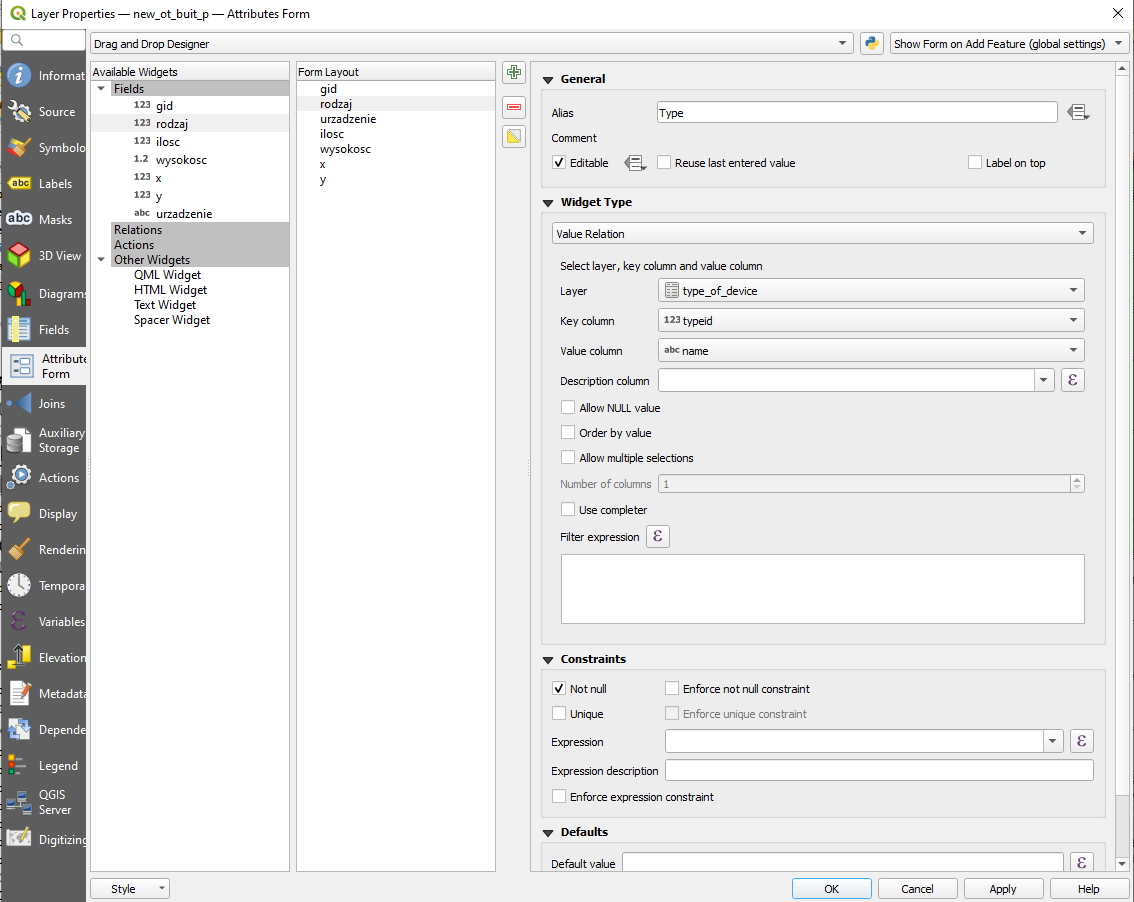 Layer Properties — new_ot_buit_p — Attributes Form
Drag and Drop Designer
Show Form on Add Feature (global settings)
Informat
Source
Symbolo
abc Labels
abc Masks
3D View
Diagrams
Fields
Attribute
Form
Joins
Auxiliary
Storage
Actions
Display
Renderin
Tempora
Variables
Elevation
Metadata
Depende
Legend
QGIS
Server
Digitizing
Available Widgets
Fields
123 gid
123 rodzaj
123 ilosc
1.2 wysokosc
123 x
123 y
abc urzadzenie
Relations
Actions
Other Widgets
QML Widget
HTML Widget
Text Widget
Spacer Widget
Form Layout
gid
rodzaj
urzadzenie
ilosc
wysokosc
x
y
General
Alias Type
Comment
Editable Reuse last entered value Label on top
Widget Type
Value Relation
Select layer, key column and value column
Layer type_of_device
Key column 123 typeid
Value column abc name
Description column ε
Allow NULL value
Order by value
Allow multiple selections
Number of columns 1
Use completer
Filter expression ε
Constraints
Not null Enforce not null constraint
Unique Enforce unique constraint
Expression ε
Expression description
Enforce expression constraint
Defaults
Default value ε
Style
OK Cancel Apply Help